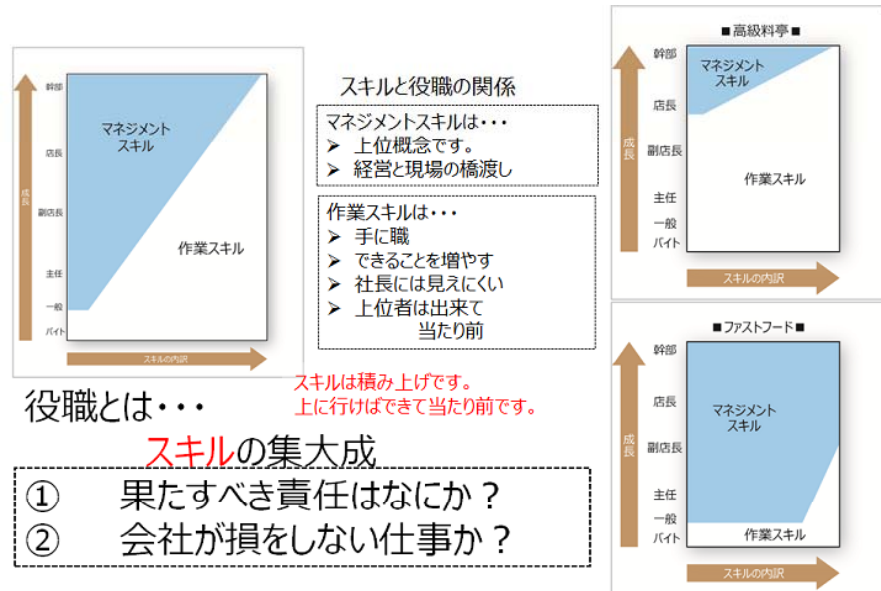 幹部
店長
副店長
主任
一般
バイト
成長
マネジメント
スキル
作業スキル
スキルの内訳
スキルと役職の関係
マネジメントスキルは・・・
➢ 上位概念です。
➢ 経営と現場の橋渡し
作業スキルは・・・
➢ 手に職
➢ できることを増やす
➢ 社長には見えにくい
➢ 上位者は出来て
当たり前
スキルは積み上げです。
上に行けばできて当たり前です。
役職とは・・・
スキルの集大成
① 果たすべき責任はなにか？
② 会社が損をしない仕事か？
■高級料亭■
幹部
店長
副店長
主任
一般
バイト
成長
マネジメント
スキル
作業スキル
スキルの内訳
■ファストフード■
幹部
店長
副店長
主任
一般
バイト
成長
マネジメント
スキル
作業スキル
スキルの内訳